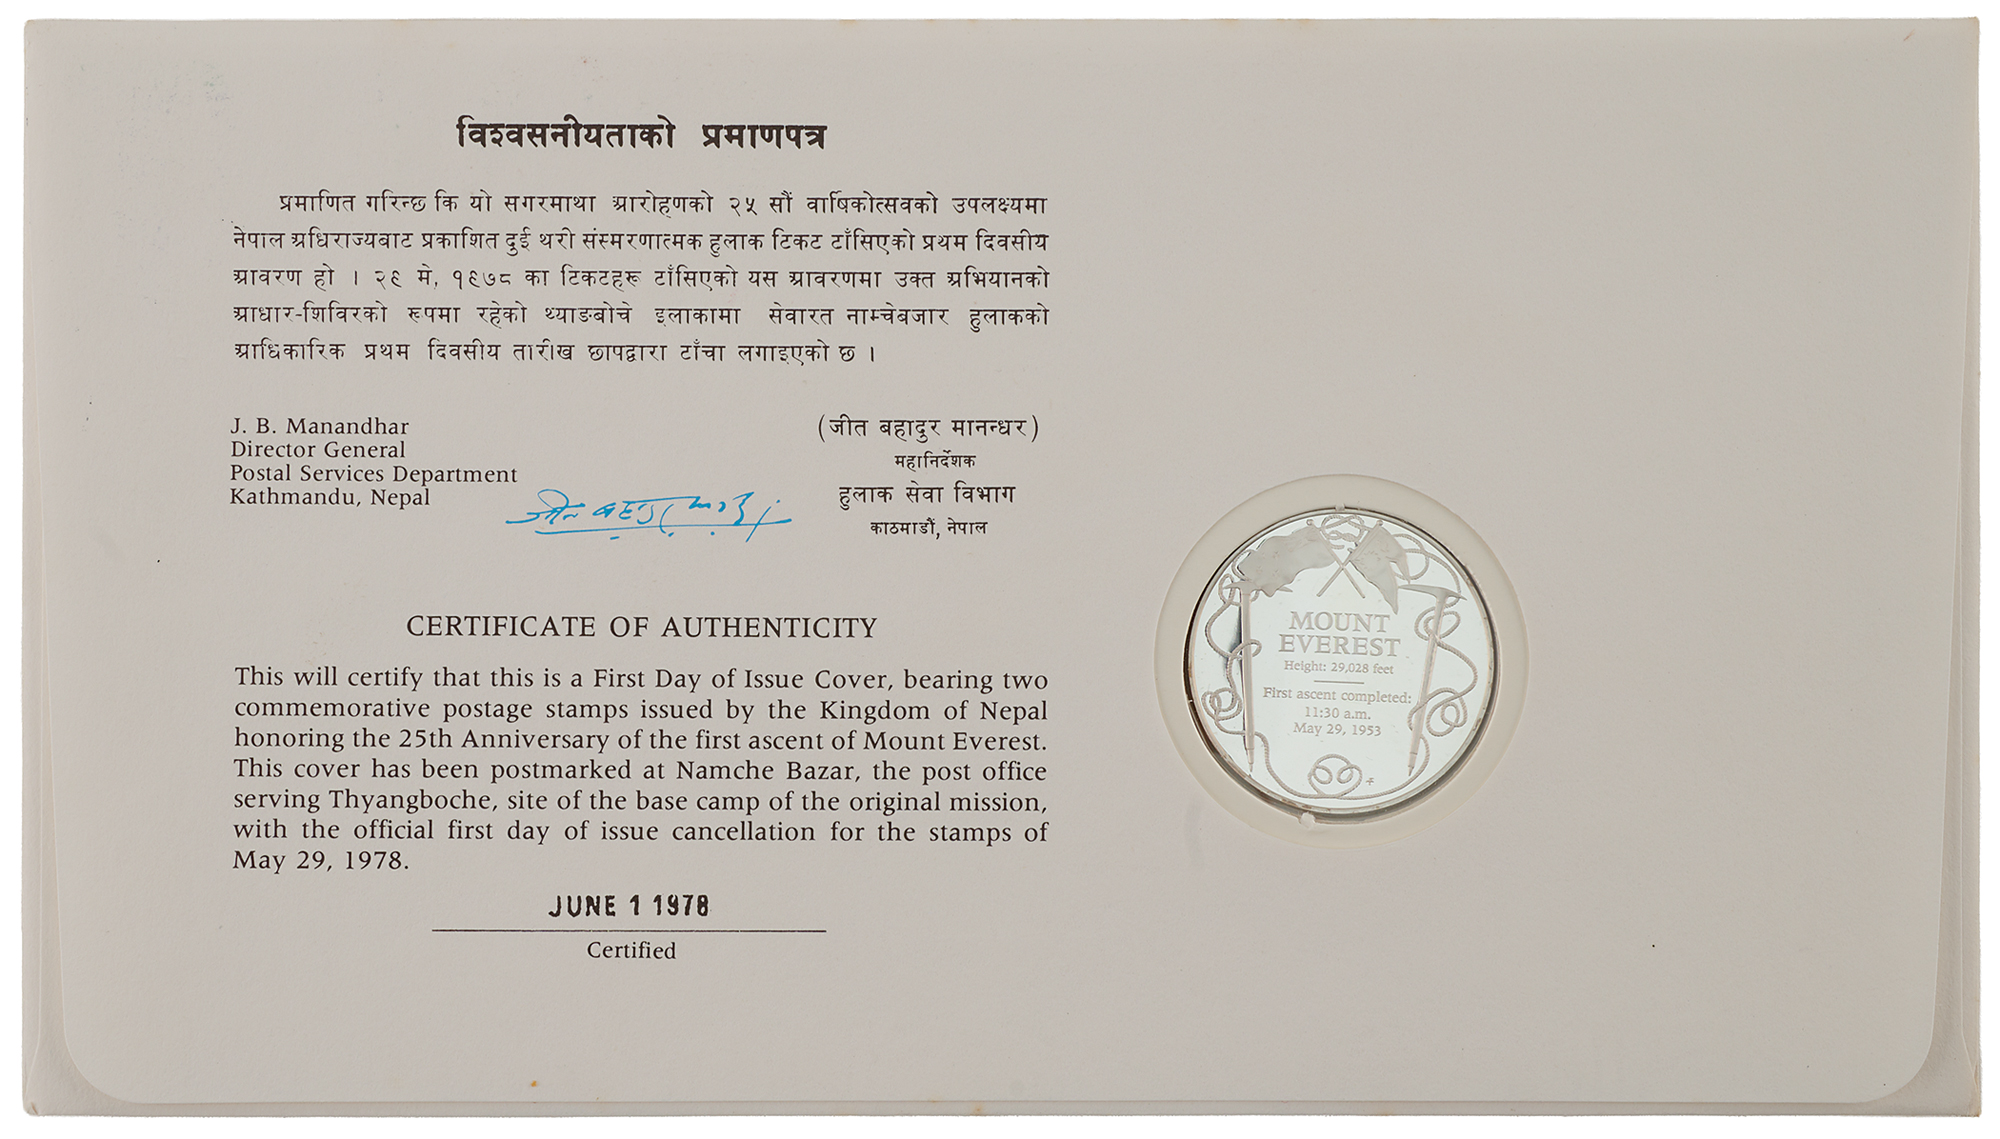 विश्वसनीयताको प्रमाणपत्र
प्रमाणित गरिन्छ कि यो सगरमाथा आरोहणको २५ सौं वार्षिकोत्सवको उपलक्ष्यमा
नेपाल अधिराज्यबाट प्रकाशित दुई थरी संस्मरणात्मक हुलाक टिकट टाँसिएको प्रथम दिवसीय
आवरण हो । २९ मे, १९७८ का टिकटहरू टाँसिएको यस आवरणमा उक्त अभियानको
आधार-शिविरको रूपमा रहेको थ्याङबोचे इलाकामा सेवारत नाम्चेबजार हुलाकको
आधिकारिक प्रथम दिवसीय तारीख छापद्वारा टाँचा लगाइएको छ ।
J. B. Manandhar
Director General
Postal Services Department
Kathmandu, Nepal
जीत बहादुर मानन्धर
(जीत बहादुर मानन्धर)
महानिर्देशक
हुलाक सेवा विभाग
काठमाडौं, नेपाल
CERTIFICATE OF AUTHENTICITY
This will certify that this is a First Day of Issue Cover, bearing two
commemorative postage stamps issued by the Kingdom of Nepal
honoring the 25th Anniversary of the first ascent of Mount Everest.
This cover has been postmarked at Namche Bazar, the post office
serving Thyangboche, site of the base camp of the original mission,
with the official first day of issue cancellation for the stamps of
May 29, 1978.
JUNE 1 1978
Certified
MOUNT
EVEREST
Height: 29,028 feet
First ascent completed:
11:30 a.m.
May 29, 1953